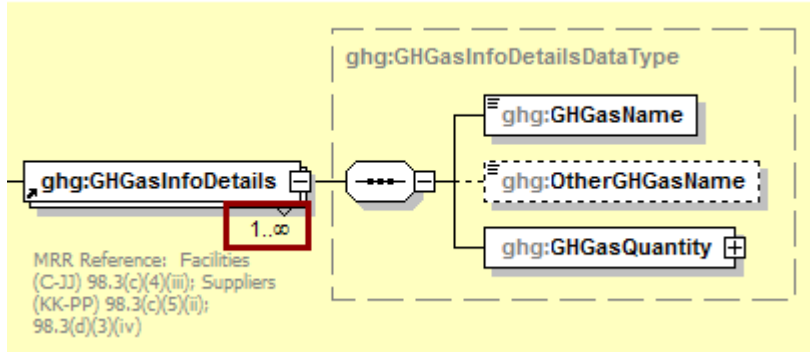 ghg:GHGasInfoDetailsDataType
ghg:GHGasName
ghg:GHGasInfoDetails
ghg:OtherGHGasName
1..∞
ghg:GHGasQuantity
MRR Reference: Facilities
(C-JJ) 98.3(c)(4)(iii); Suppliers
(KK-PP) 98.3(c)(5)(ii);
98.3(d)(3)(iv)